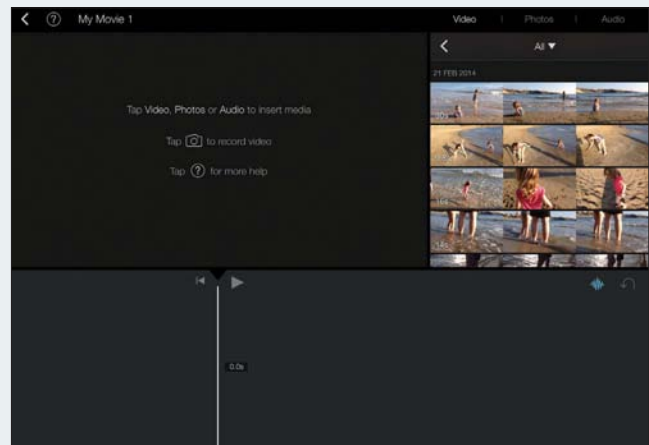 ? My Movie 1 Video Photos Audio
All ▼
21 FEB 2014
Tap Video, Photos or Audio to insert media
Tap to record video
Tap ? for more help
0.0s